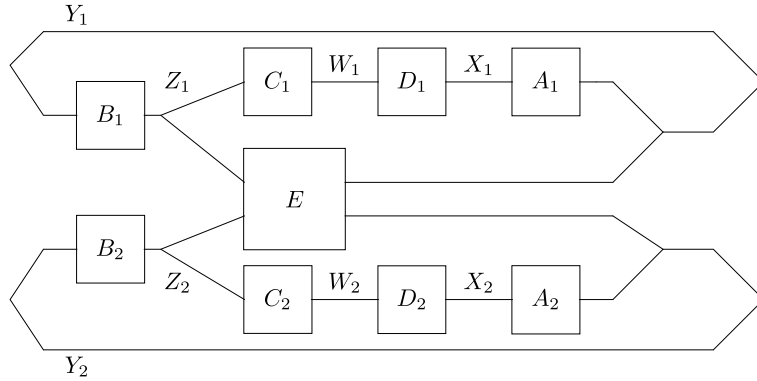 Y₁
Z₁ C₁ W₁ D₁ X₁ A₁
B₁
E
B₂
Z₂ C₂ W₂ D₂ X₂ A₂
Y₂